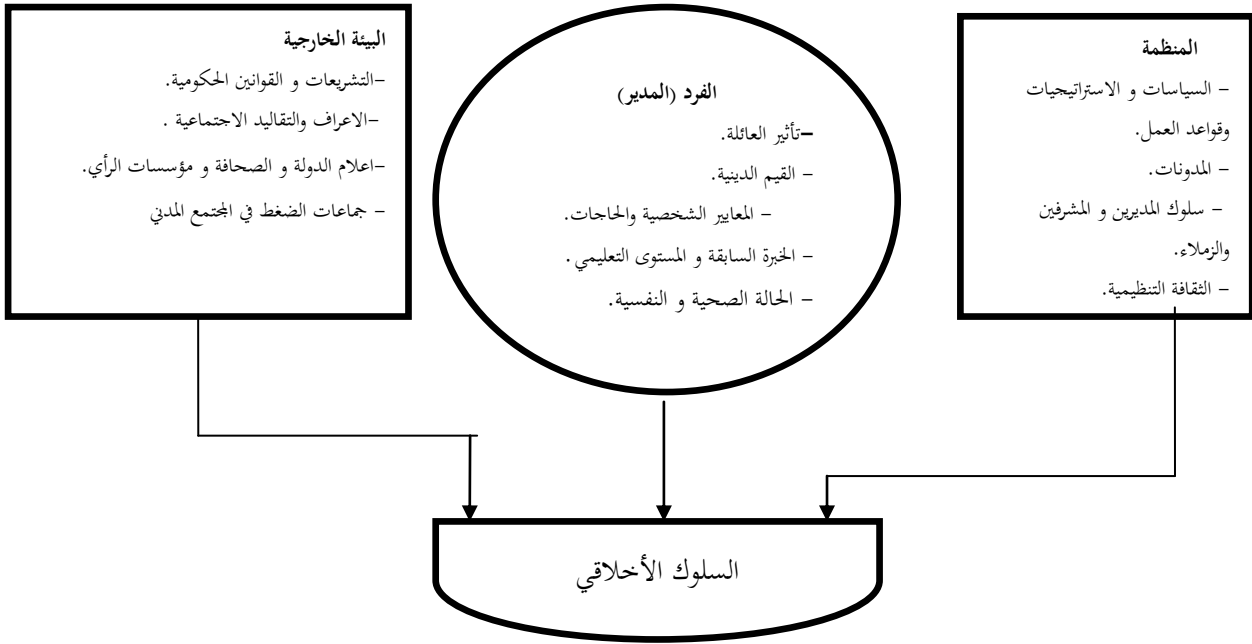 المنظمة
– السياسات و الاستراتيجيات
وقواعد العمل.
– المدونات.
– سلوك المديرين و المشرفين
والزملاء.
– الثقافة التنظيمية.
الفرد (المدير)
–تأثير العائلة.
– القيم الدينية.
– المعايير الشخصية والحاجات.
– الخبرة السابقة و المستوى التعليمي.
– الحالة الصحية و النفسية.
البيئة الخارجية
–التشريعات و القوانين الحكومية.
–الاعراف والتقاليد الاجتماعية .
–اعلام الدولة و الصحافة و مؤسسات الرأي.
– جماعات الضغط في المجتمع المدني
السلوك الأخلاقي